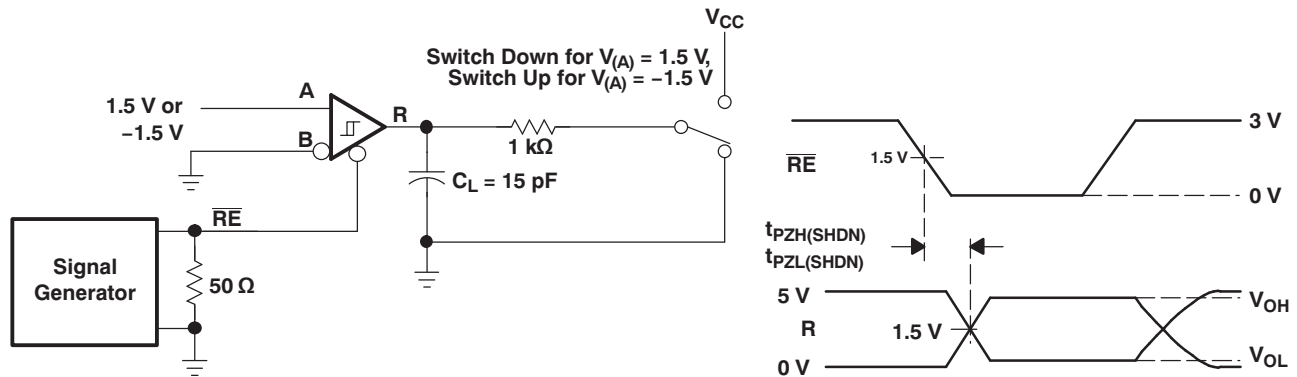 VCC
Switch Down for V(A) = 1.5 V,
Switch Up for V(A) = −1.5 V
A
1.5 V or
−1.5 V
R
B
1 kΩ
CL = 15 pF
RE
Signal
Generator
50 Ω
3 V
1.5 V
RE
0 V
tPZH(SHDN)
tPZL(SHDN)
5 V
VOH
R
1.5 V
0 V
VOL